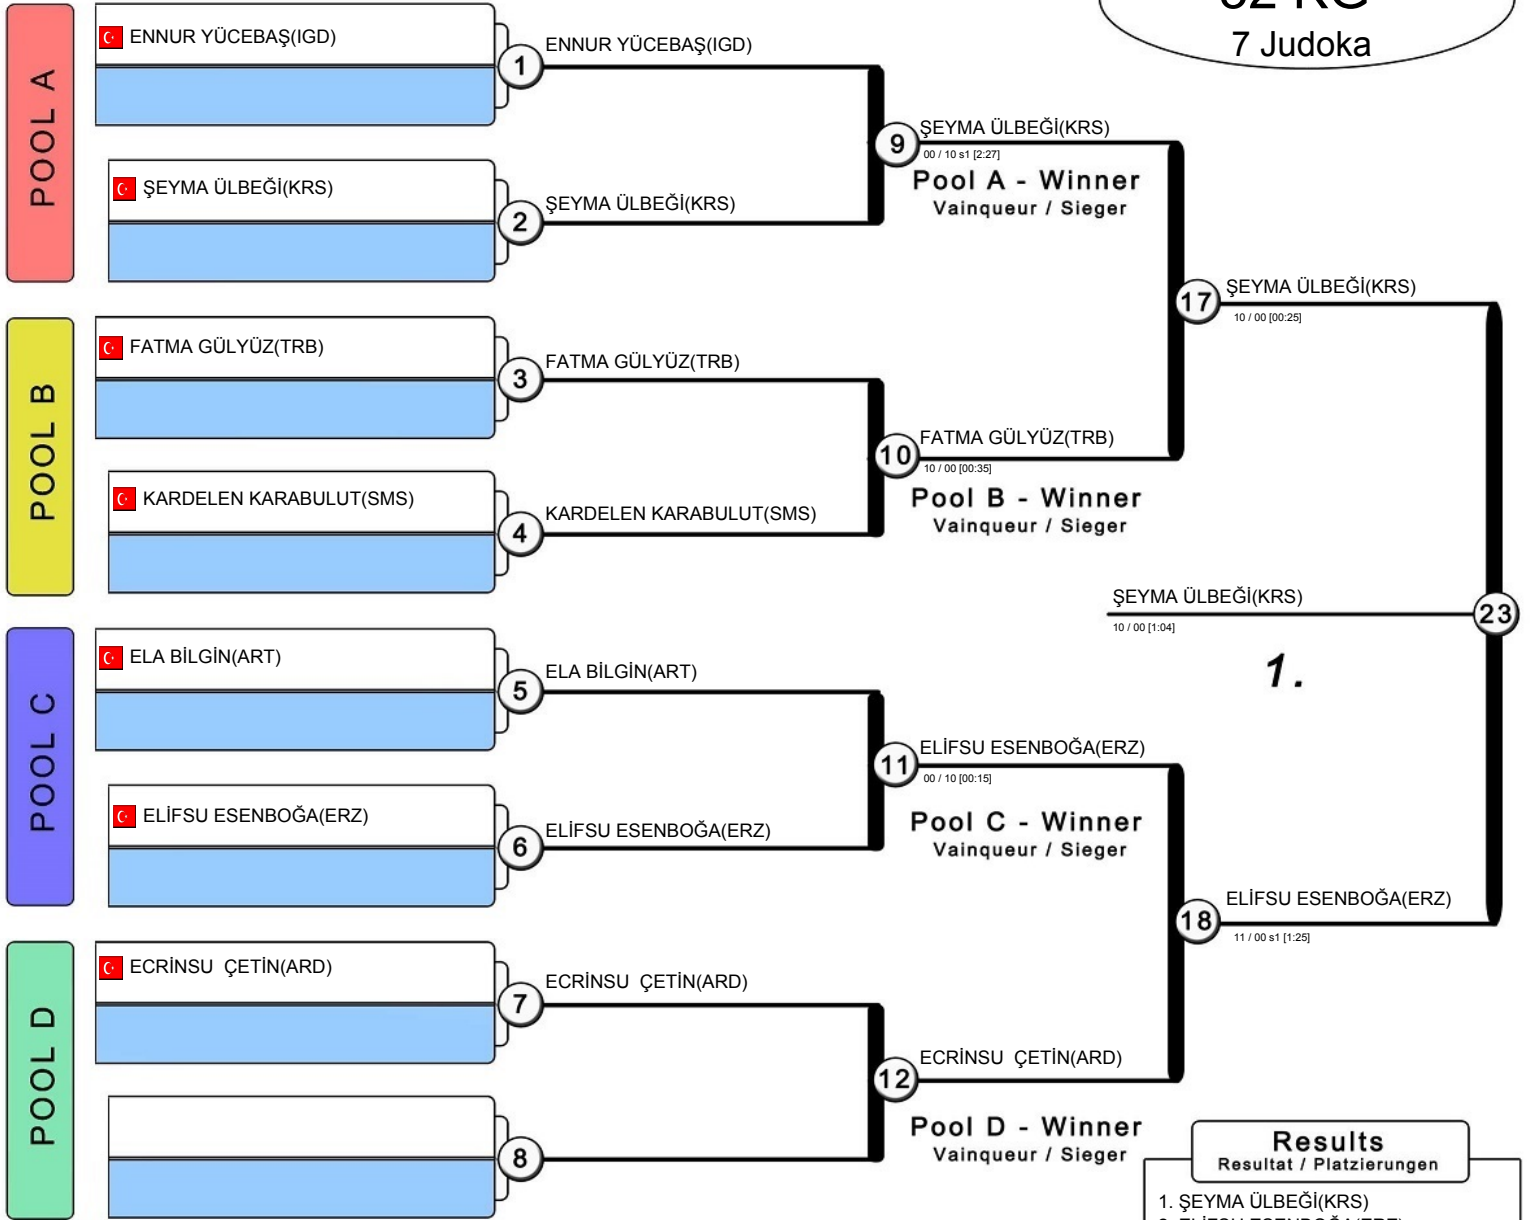 KG
7 Judoka
POOL A
ENNUR YÜCEBAŞ(IGD)
1
ENNUR YÜCEBAŞ(IGD)
ŞEYMA ÜLBEĞİ(KRS)
2
ŞEYMA ÜLBEĞİ(KRS)
9
ŞEYMA ÜLBEĞİ(KRS)
00 / 10 s1 [2:27]
Pool A - Winner
Vainqueur / Sieger
POOL B
FATMA GÜLYÜZ(TRB)
3
FATMA GÜLYÜZ(TRB)
KARDELEN KARABULUT(SMS)
4
KARDELEN KARABULUT(SMS)
10
FATMA GÜLYÜZ(TRB)
10 / 00 [00:35]
Pool B - Winner
Vainqueur / Sieger
17
ŞEYMA ÜLBEĞİ(KRS)
10 / 00 [00:25]
POOL C
ELA BİLGİN(ART)
5
ELA BİLGİN(ART)
ELİFSU ESENBOĞA(ERZ)
6
ELİFSU ESENBOĞA(ERZ)
11
ELİFSU ESENBOĞA(ERZ)
00 / 10 [00:15]
Pool C - Winner
Vainqueur / Sieger
POOL D
ECRİNSU  ÇETİN(ARD)
7
ECRİNSU  ÇETİN(ARD)
8
12
ECRİNSU  ÇETİN(ARD)
Pool D - Winner
Vainqueur / Sieger
18
ELİFSU ESENBOĞA(ERZ)
11 / 00 s1 [1:25]
ŞEYMA ÜLBEĞİ(KRS)
23
10 / 00 [1:04]
1.
Results
Resultat / Platzierungen
1. ŞEYMA ÜLBEĞİ(KRS)
2. ELİFSU ESENBOĞA(ERZ)